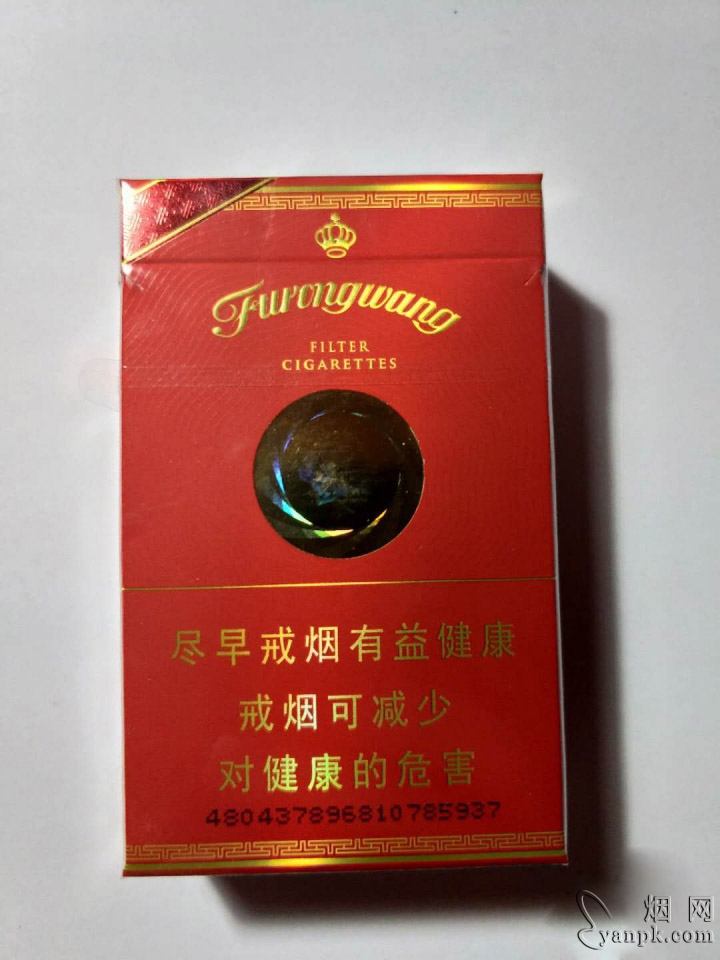 Furongwang
FILTER
CIGARETTES
尽早戒烟有益健康
戒烟可减少
对健康的危害
480437896810785937
烟网
yanpk.com